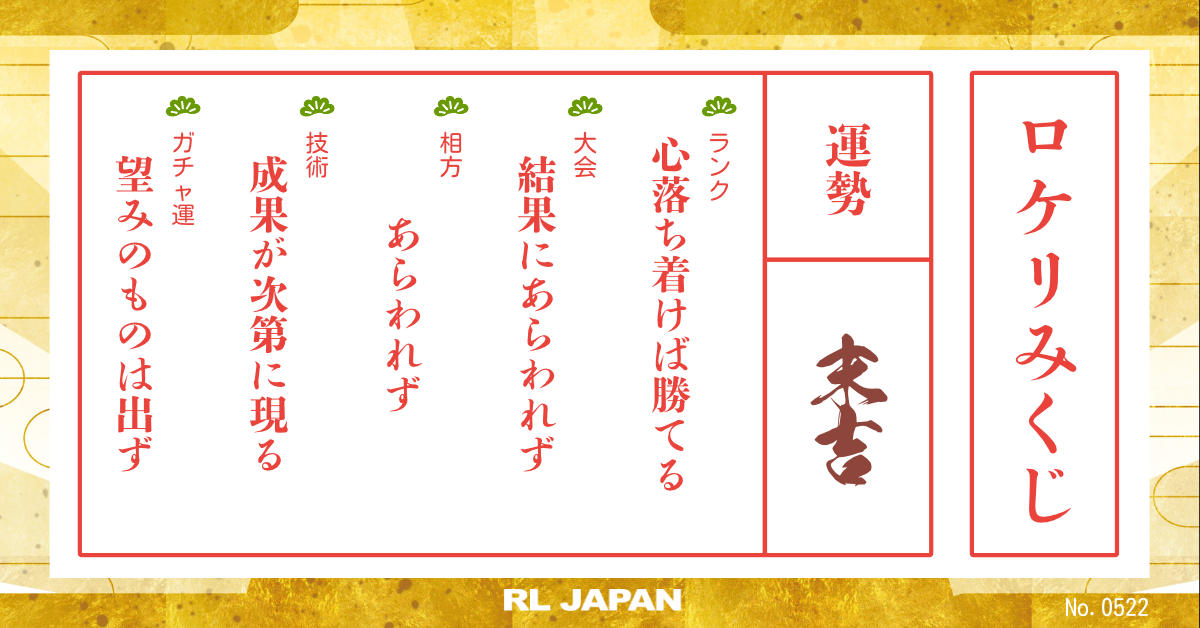 ロケリみくじ
運勢
末吉
ランク
心落ち着けば勝てる
大会
結果にあらわれず
相方
あらわれず
技術
成果が次第に現る
ガチャ運
望みのものは出ず
RL JAPAN
No. 0522